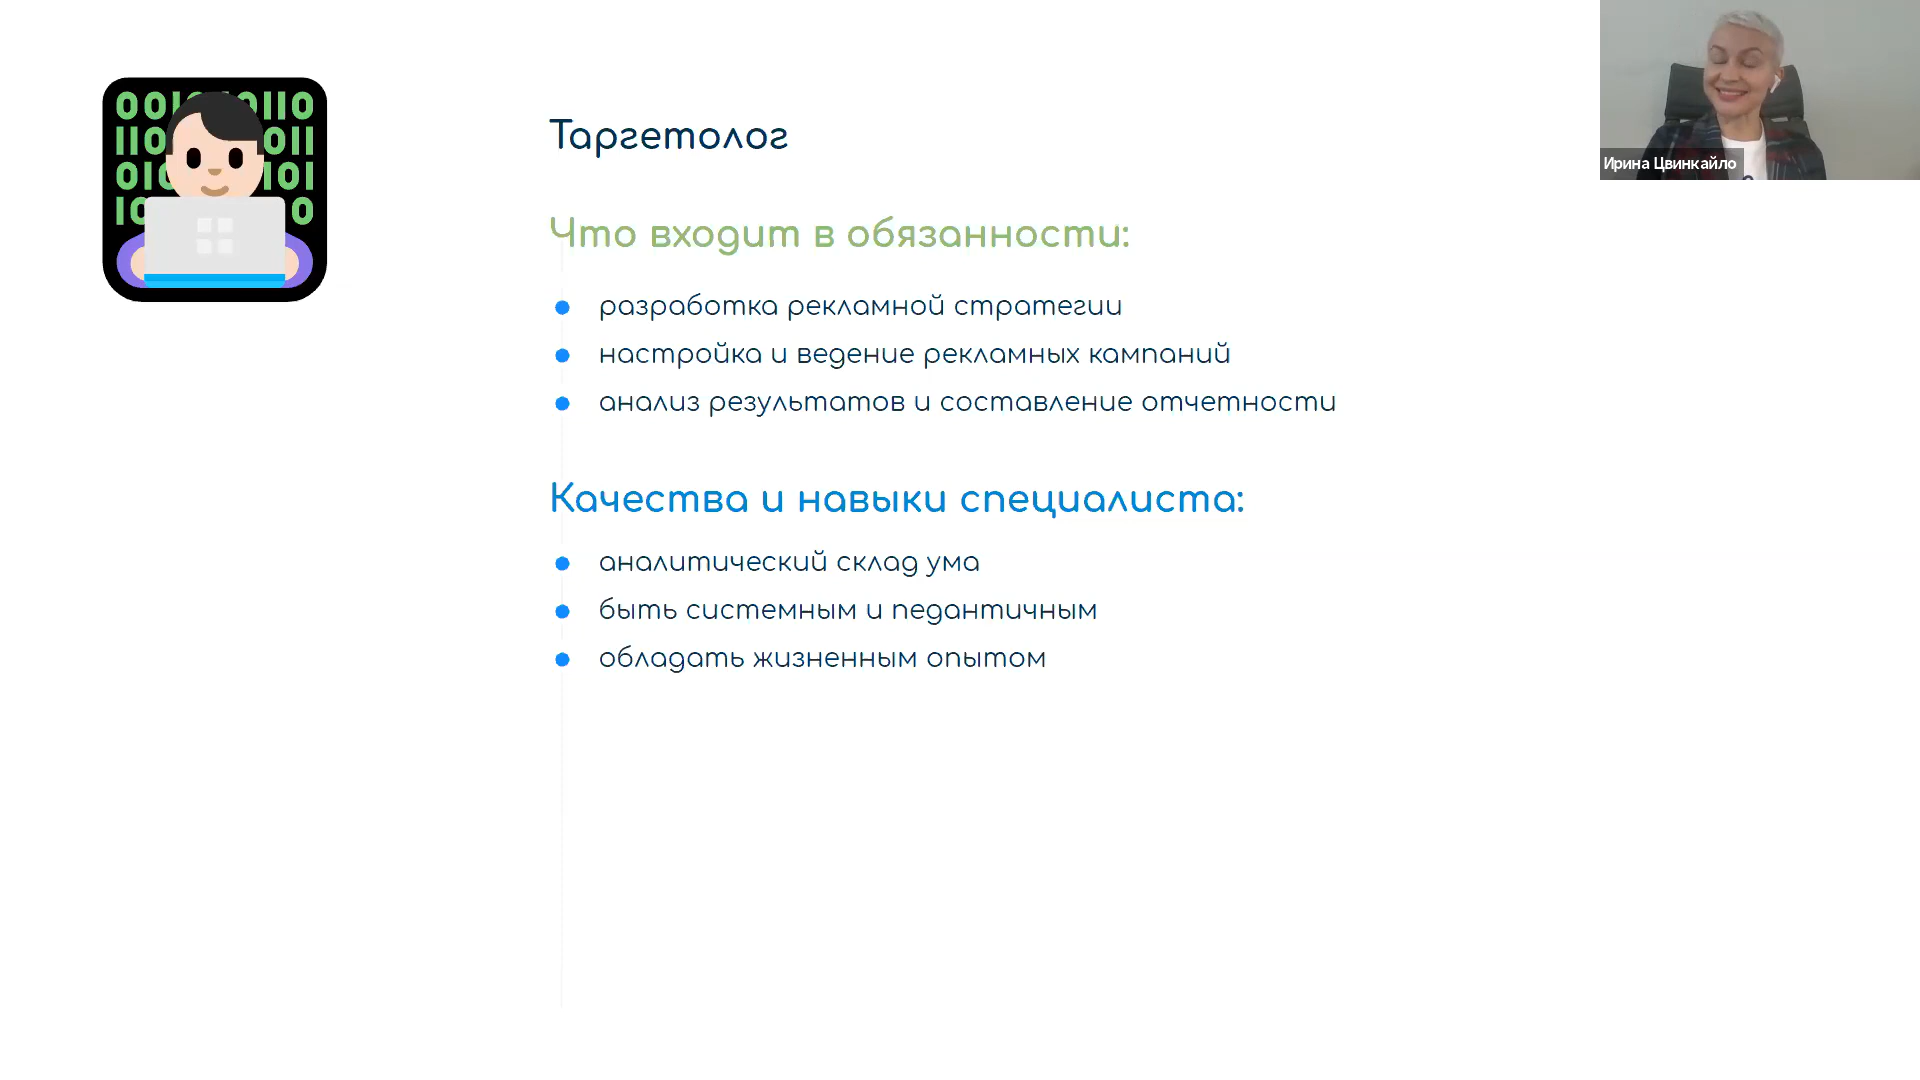 Таргетолог
Ирина Цвинкайло
Что входит в обязанности:
разработка рекламной стратегии
настройка и ведение рекламных кампаний
анализ результатов и составление отчетности
Качества и навыки специалиста:
аналитический склад ума
быть системным и педантичным
обладать жизненным опытом